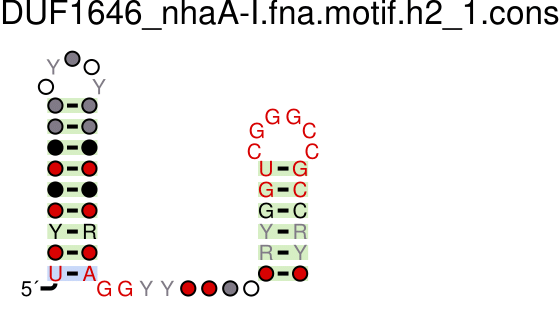 DUF1646_nhaA-I.fna.motif.h2_1.cons
Y
Y
G G
G C
C C
U G
G C
G C
Y R
Y R
R Y
U A
5´ G G Y Y